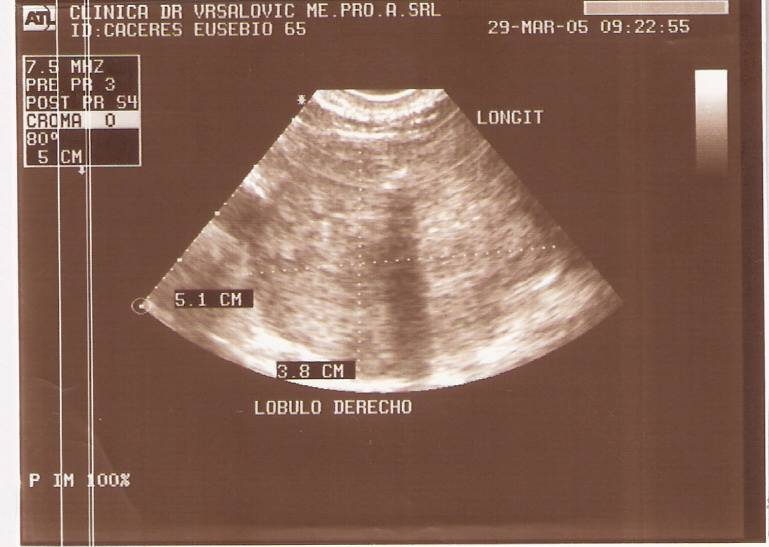 ATL CLINICA DR VRSALOVIC ME.PRO.A.SRL
ID:CACERES EUSEBIO 65
29-MAR-05 09:22:55
7.5 MHZ
PRE PR 3
POST PR S4
CROMA 0
80°
5 CM
LONGIT
5.1 CM
3.8 CM
LOBULO DERECHO
P IM 100%